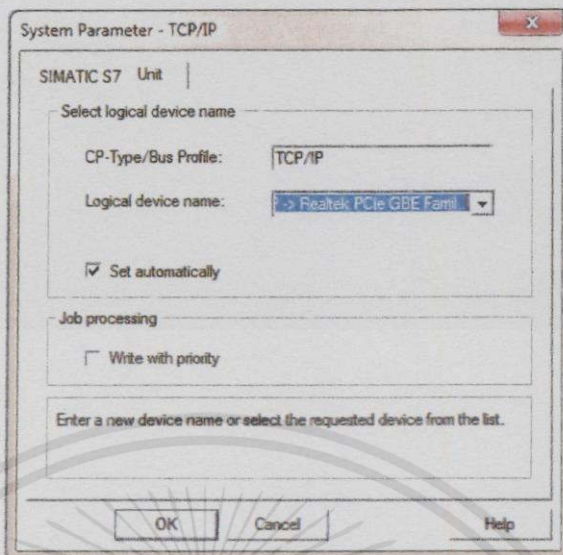 System Parameter - TCP/IP
SIMATIC S7 Unit
Select logical device name
CP-Type/Bus Profile: TCP/IP
Logical device name: -> Realtek PCIe GBE Famil...
Set automatically
Job processing
Write with priority
Enter a new device name or select the requested device from the list.
OK Cancel Help